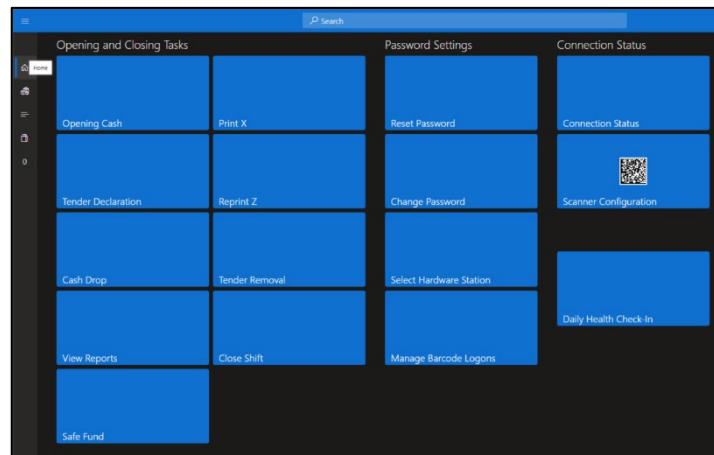 Search
Opening and Closing Tasks
Password Settings
Connection Status
Home
Opening Cash
Print X
Reset Password
Connection Status
Tender Declaration
Reprint Z
Change Password
Scanner Configuration
0
Cash Drop
Tender Removal
Select Hardware Station
Daily Health Check-In
View Reports
Close Shift
Manage Barcode Logons
Safe Fund